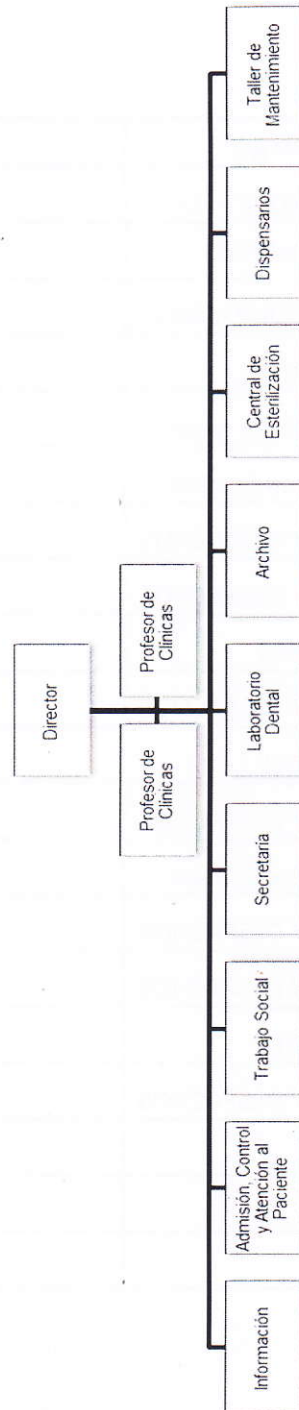 Director
Profesor de
Clínicas
Profesor de
Clínicas
Información
Admisión, Control
y Atención al
Paciente
Trabajo Social
Secretaria
Laboratorio
Dental
Archivo
Central de
Esterilización
Dispensarios
Taller de
Mantenimiento